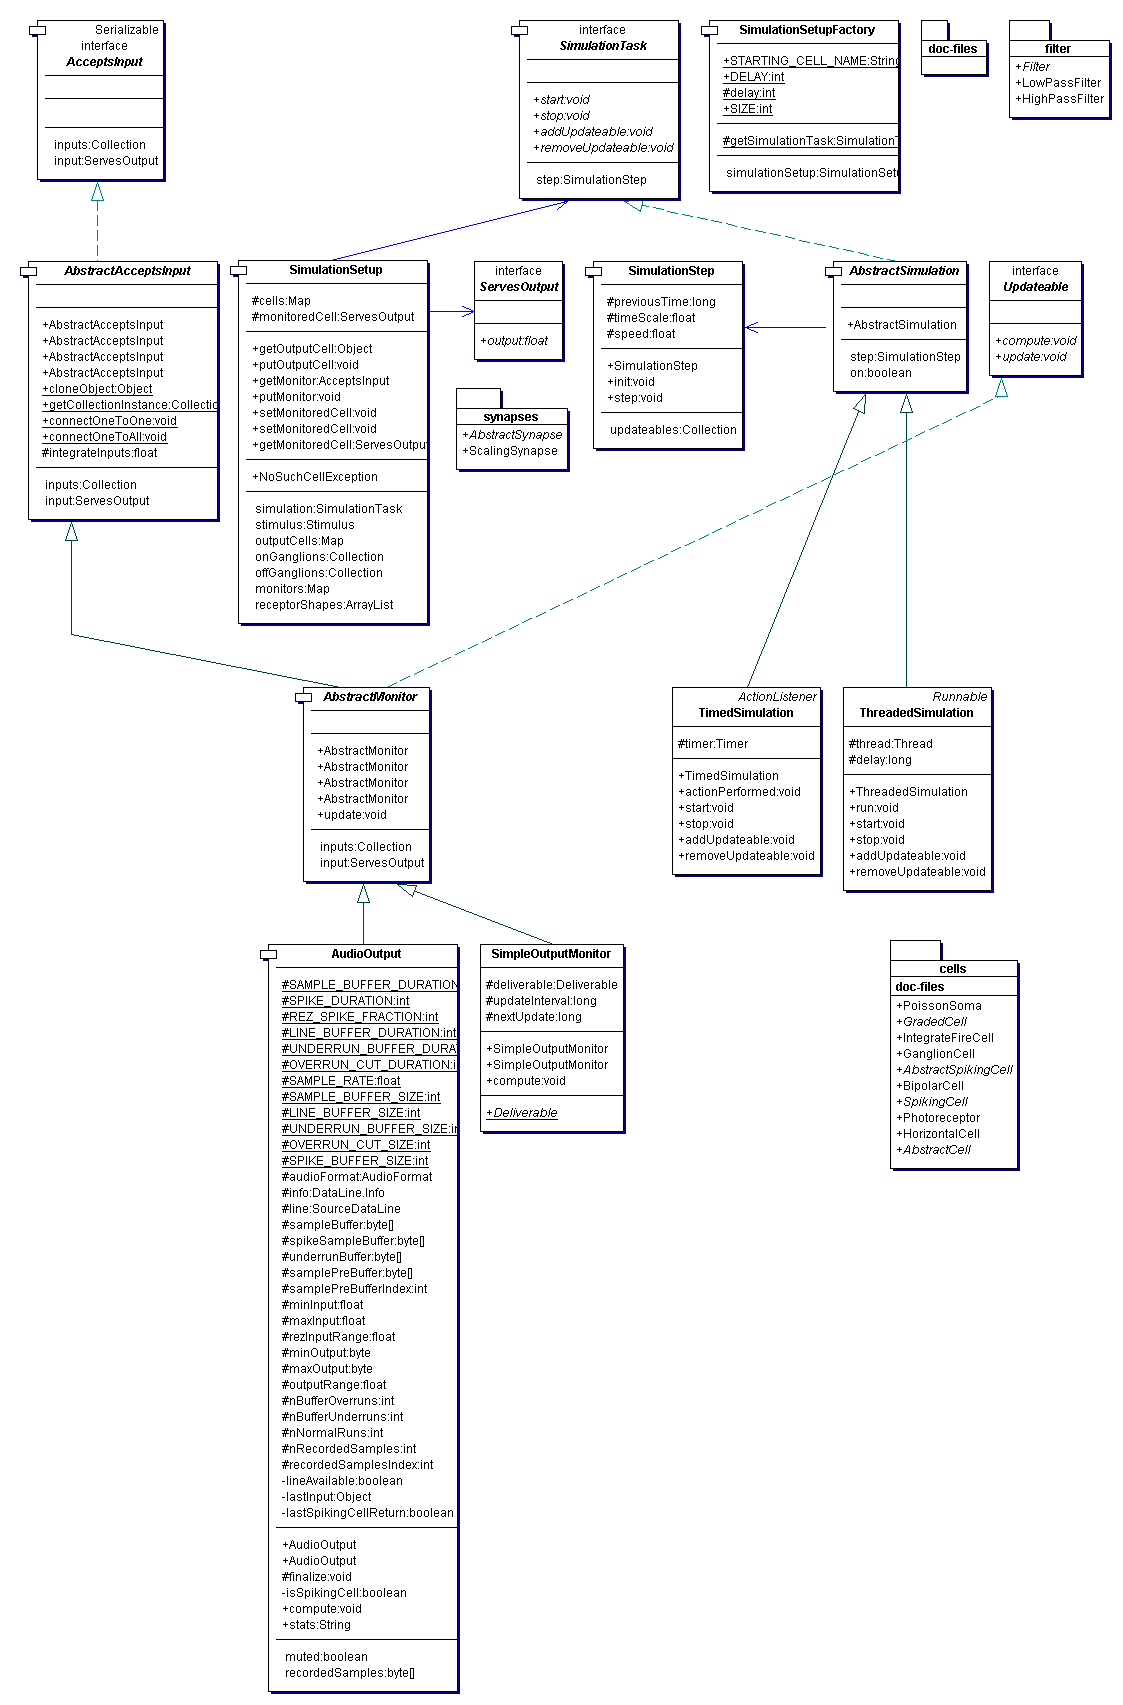 Serializable
interface
AcceptsInput
inputs:Collection
input:ServesOutput
interface
SimulationTask
+start:void
+stop:void
+addUpdateable:void
+removeUpdateable:void
step:SimulationStep
SimulationSetupFactory
+STARTING_CELL_NAME:String
+DELAY:int
#delay:int
+SIZE:int
#getSimulationTask:SimulationT
simulationSetup:SimulationSetu
doc-files
filter
+Filter
+LowPassFilter
+HighPassFilter
AbstractAcceptsInput
+AbstractAcceptsInput
+AbstractAcceptsInput
+AbstractAcceptsInput
+AbstractAcceptsInput
+cloneObject:Object
+getCollectionInstance:Collectio
+connectOneToOne:void
+connectOneToAll:void
#integrateInputs:float
inputs:Collection
input:ServesOutput
SimulationSetup
#cells:Map
#monitoredCell:ServesOutput
+getOutputCell:Object
+putOutputCell:void
+getMonitor:AcceptsInput
+putMonitor:void
+setMonitoredCell:void
+setMonitoredCell:void
+getMonitoredCell:ServesOutput
+NoSuchCellException
simulation:SimulationTask
stimulus:Stimulus
outputCells:Map
onGanglions:Collection
offGanglions:Collection
monitors:Map
receptorShapes:ArrayList
interface
ServesOutput
+output:float
synapses
+AbstractSynapse
+ScalingSynapse
SimulationStep
#previousTime:long
#timeScale:float
#speed:float
+SimulationStep
+init:void
+step:void
updateables:Collection
AbstractSimulation
+AbstractSimulation
step:SimulationStep
on:boolean
interface
Updateable
+compute:void
+update:void
AbstractMonitor
+AbstractMonitor
+AbstractMonitor
+AbstractMonitor
+AbstractMonitor
+update:void
inputs:Collection
input:ServesOutput
ActionListener
TimedSimulation
#timer:Timer
+TimedSimulation
+actionPerformed:void
+start:void
+stop:void
+addUpdateable:void
+removeUpdateable:void
Runnable
ThreadedSimulation
#thread:Thread
#delay:long
+ThreadedSimulation
+run:void
+start:void
+stop:void
+addUpdateable:void
+removeUpdateable:void
AudioOutput
#SAMPLE_BUFFER_DURATION
#SPIKE_DURATION:int
#REZ_SPIKE_FRACTION:int
#LINE_BUFFER_DURATION:int
#UNDERRUN_BUFFER_DURA
#OVERRUN_CUT_DURATION:i
#SAMPLE_RATE:float
#SAMPLE_BUFFER_SIZE:int
#LINE_BUFFER_SIZE:int
#UNDERRUN_BUFFER_SIZE:in
#OVERRUN_CUT_SIZE:int
#SPIKE_BUFFER_SIZE:int
#audioFormat:AudioFormat
#info:DataLine.Info
#line:SourceDataLine
#sampleBuffer:byte[]
#spikeSampleBuffer:byte[]
#underrunBuffer:byte[]
#samplePreBuffer:byte[]
#samplePreBufferIndex:int
#minInput:float
#maxInput:float
#rezInputRange:float
#minOutput:byte
#maxOutput:byte
#outputRange:float
#nBufferOverruns:int
#nBufferUnderruns:int
#nNormalRuns:int
#nRecordedSamples:int
#recordedSamplesIndex:int
-lineAvailable:boolean
-lastInput:Object
-lastSpikingCellReturn:boolean
+AudioOutput
+AudioOutput
#finalize:void
-isSpikingCell:boolean
+compute:void
+stats:String
muted:boolean
recordedSamples:byte[]
SimpleOutputMonitor
#deliverable:Deliverable
#updateInterval:long
#nextUpdate:long
+SimpleOutputMonitor
+SimpleOutputMonitor
+compute:void
+Deliverable
cells
doc-files
+PoissonSoma
+GradedCell
+IntegrateFireCell
+GanglionCell
+AbstractSpikingCell
+BipolarCell
+SpikingCell
+Photoreceptor
+HorizontalCell
+AbstractCell